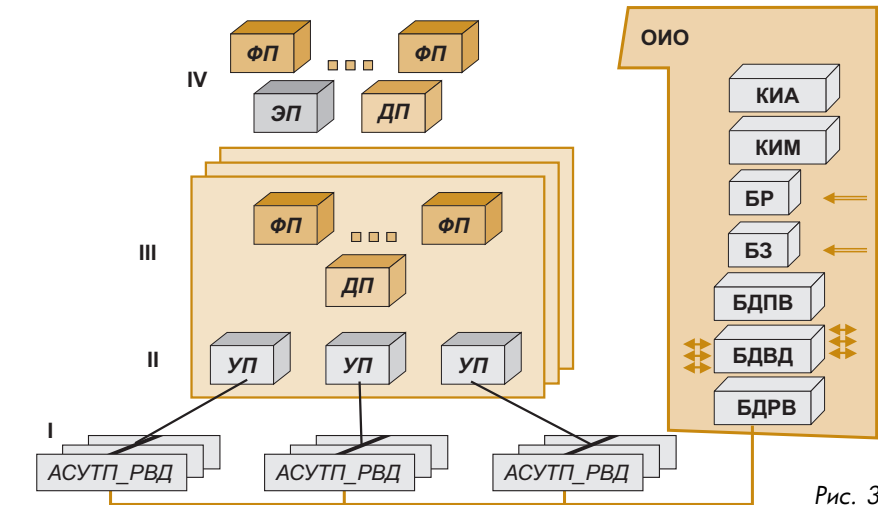 ФП ФП
IV
ЭП ДП
ФП ФП
III
ДП
II
УП УП УП
I
АСУТП_РВД АСУТП_РВД АСУТП_РВД
ОИО
КИА
КИМ
БР
БЗ
БДПВ
БДВД
БДРВ
Рис. 3